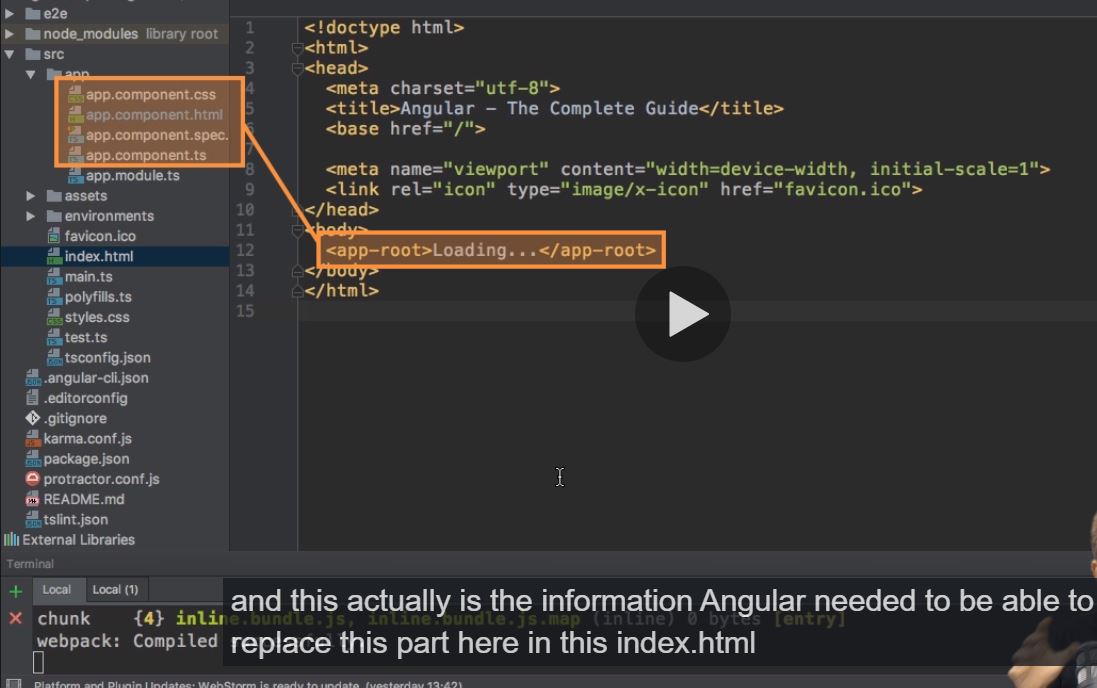 e2e
node_modules library root
src
app
app.component.css
app.component.html
app.component.spec.
app.component.ts
app.module.ts
assets
environments
favicon.ico
index.html
main.ts
polyfills.ts
styles.css
test.ts
tsconfig.json
.angular-cli.json
.editorconfig
.gitignore
karma.conf.js
package.json
protractor.conf.js
README.md
tslint.json
External Libraries
1 <!doctype html>
2 <html>
3 <head>
4 <meta charset="utf-8">
5 <title>Angular - The Complete Guide</title>
6 <base href="/">
7
8 <meta name="viewport" content="width=device-width, initial-scale=1">
9 <link rel="icon" type="image/x-icon" href="favicon.ico">
10 </head>
11 <body>
12 <app-root>Loading...</app-root>
13 </body>
14 </html>
15
Terminal
Local Local (1)
chunk {4} inline.bundle.js, inline.bundle.js.map (inline) 0 bytes [entry]
webpack: Compiled
and this actually is the information Angular needed to be able to
replace this part here in this index.html
Platform and Plugin Updates: WebStorm is ready to update. (yesterday 13:42)